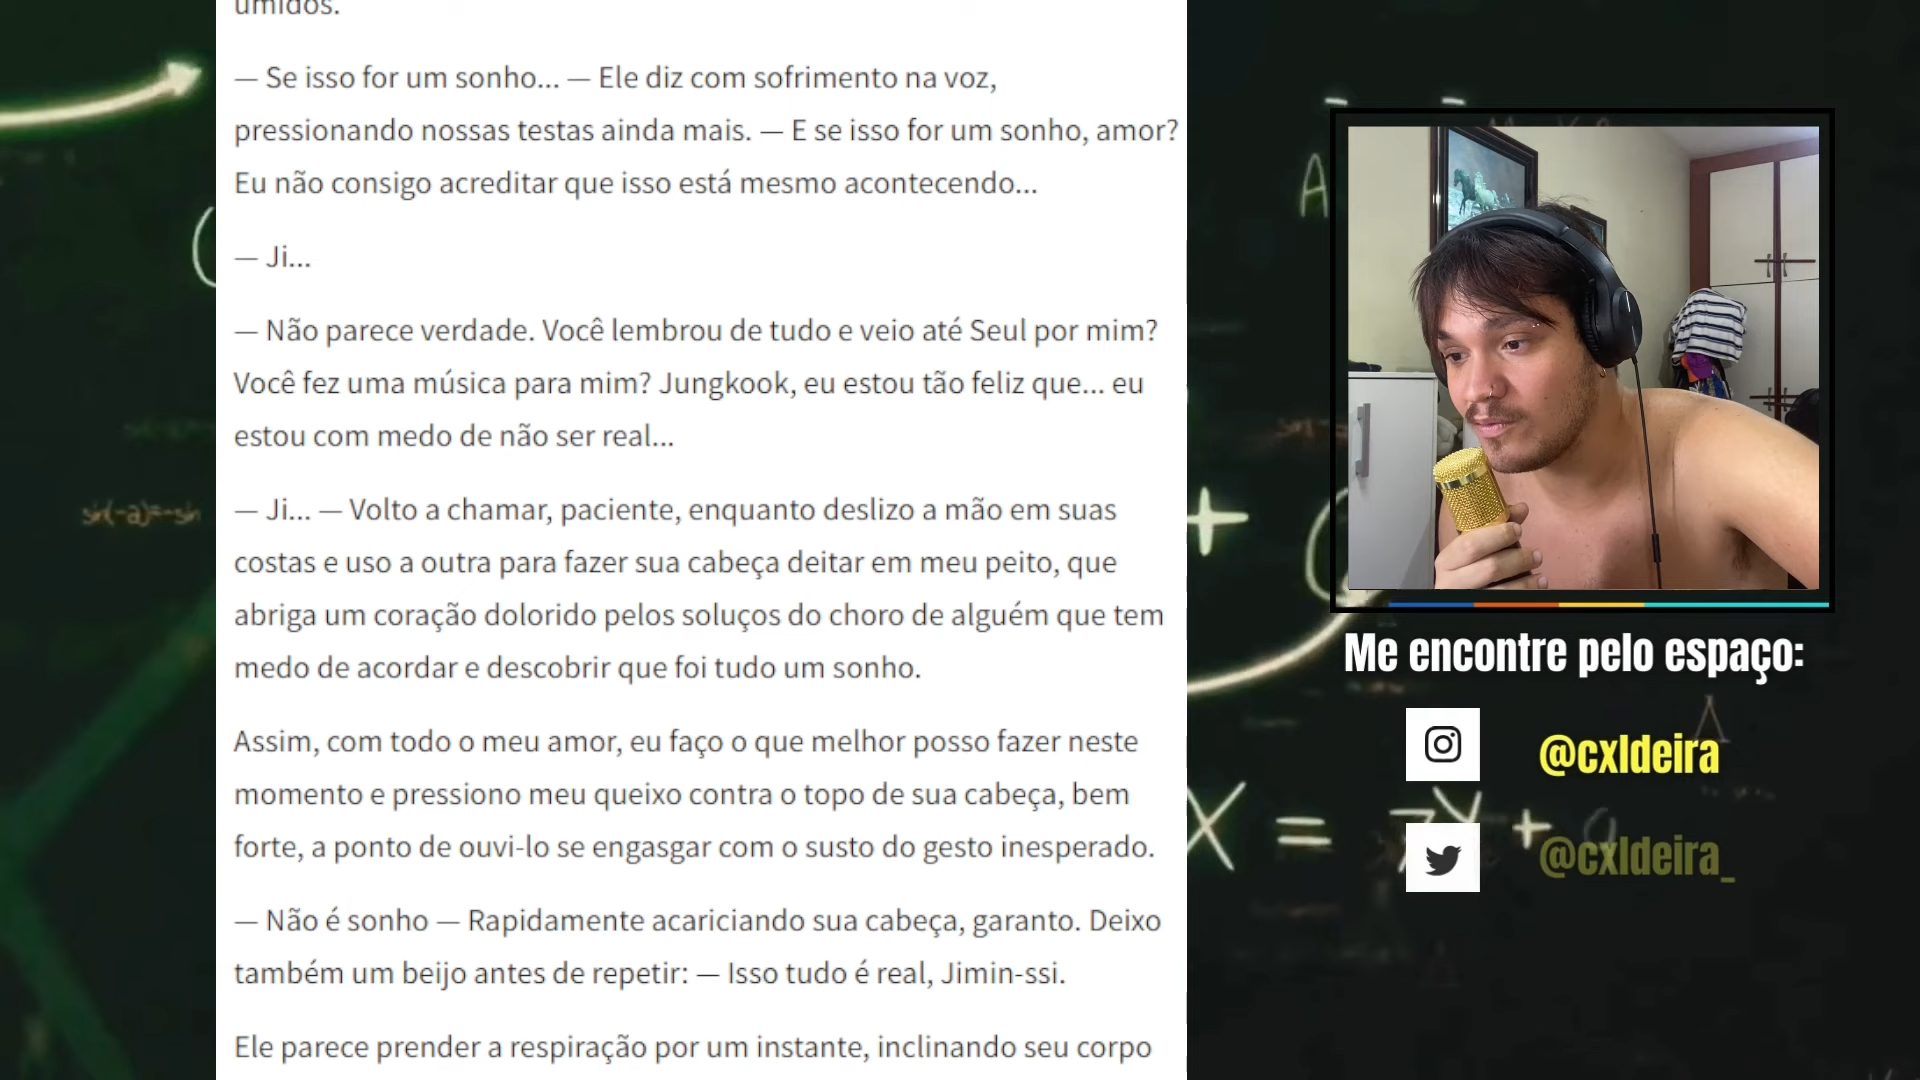 umidos.
— Se isso for um sonho... — Ele diz com sofrimento na voz,
pressionando nossas testas ainda mais. — E se isso for um sonho, amor?
Eu não consigo acreditar que isso está mesmo acontecendo...
— Ji...
— Não parece verdade. Você lembrou de tudo e veio até Seul por mim?
Você fez uma música para mim? Jungkook, eu estou tão feliz que... eu
estou com medo de não ser real...
— Ji... — Volto a chamar, paciente, enquanto deslizo a mão em suas
costas e uso a outra para fazer sua cabeça deitar em meu peito, que
abriga um coração dolorido pelos soluços do choro de alguém que tem
medo de acordar e descobrir que foi tudo um sonho.
Assim, com todo o meu amor, eu faço o que melhor posso fazer neste
momento e pressiono meu queixo contra o topo de sua cabeça, bem
forte, a ponto de ouvi-lo se engasgar com o susto do gesto inesperado.
— Não é sonho — Rapidamente acariciando sua cabeça, garanto. Deixo
também um beijo antes de repetir: — Isso tudo é real, Jimin-ssi.
Ele parece prender a respiração por um instante, inclinando seu corpo
Me encontre pelo espaço:
@cxldeira
@cxldeira_
sin(-a)=-sin
A
+
X = 7Y +